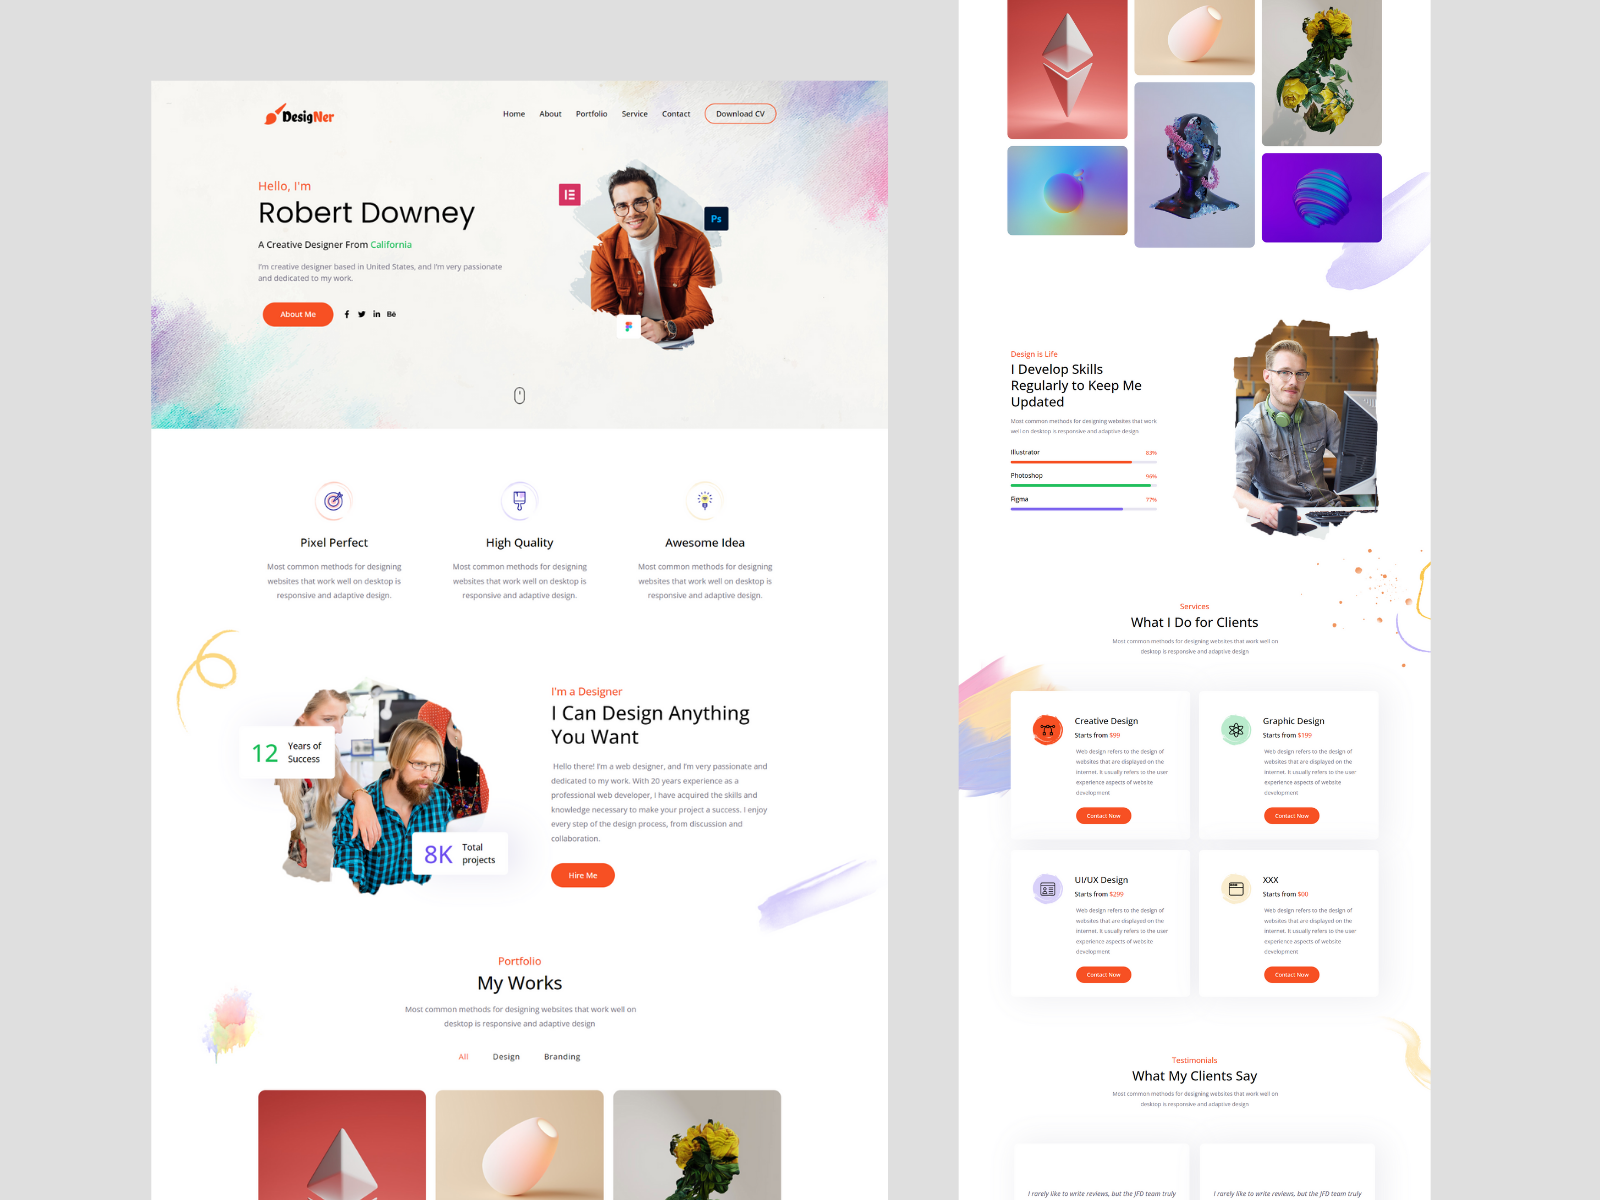 DesigNer
Home About Portfolio Service Contact Download CV
Hello, I'm
Robert Downey
A Creative Designer From California
I'm creative designer based in United States, and I'm very passionate
and dedicated to my work.
About Me
Bē
Ps
Pixel Perfect
Most common methods for designing
websites that work well on desktop is
responsive and adaptive design.
High Quality
Most common methods for designing
websites that work well on desktop is
responsive and adaptive design.
Awesome Idea
Most common methods for designing
websites that work well on desktop is
responsive and adaptive design.
12 Years of
Success
8K Total
projects
I'm a Designer
I Can Design Anything
You Want
Hello there! I'm a web designer, and I'm very passionate and
dedicated to my work. With 20 years experience as a
professional web developer, I have acquired the skills and
knowledge necessary to make your project a success. I enjoy
every step of the design process, from discussion and
collaboration.
Hire Me
Portfolio
My Works
Most common methods for designing websites that work well on
desktop is responsive and adaptive design
All Design Branding
Design is Life
I Develop Skills
Regularly to Keep Me
Updated
Most common methods for designing websites that work
well on desktop is responsive and adaptive design
Illustrator 83%
Photoshop 96%
Figma 77%
Services
What I Do for Clients
Most common methods for designing websites that work well on
desktop is responsive and adaptive design
Creative Design
Starts from $99
Web design refers to the design of
websites that are displayed on the
internet. It usually refers to the user
experience aspects of website
development
Contact Now
Graphic Design
Starts from $199
Web design refers to the design of
websites that are displayed on the
internet. It usually refers to the user
experience aspects of website
development
Contact Now
UI/UX Design
Starts from $299
Web design refers to the design of
websites that are displayed on the
internet. It usually refers to the user
experience aspects of website
development
Contact Now
XXX
Starts from $00
Web design refers to the design of
websites that are displayed on the
internet. It usually refers to the user
experience aspects of website
development
Contact Now
Testimonials
What My Clients Say
Most common methods for designing websites that work well on
desktop is responsive and adaptive design
I rarely like to write reviews, but the JFD team truly
I rarely like to write reviews, but the JFD team truly